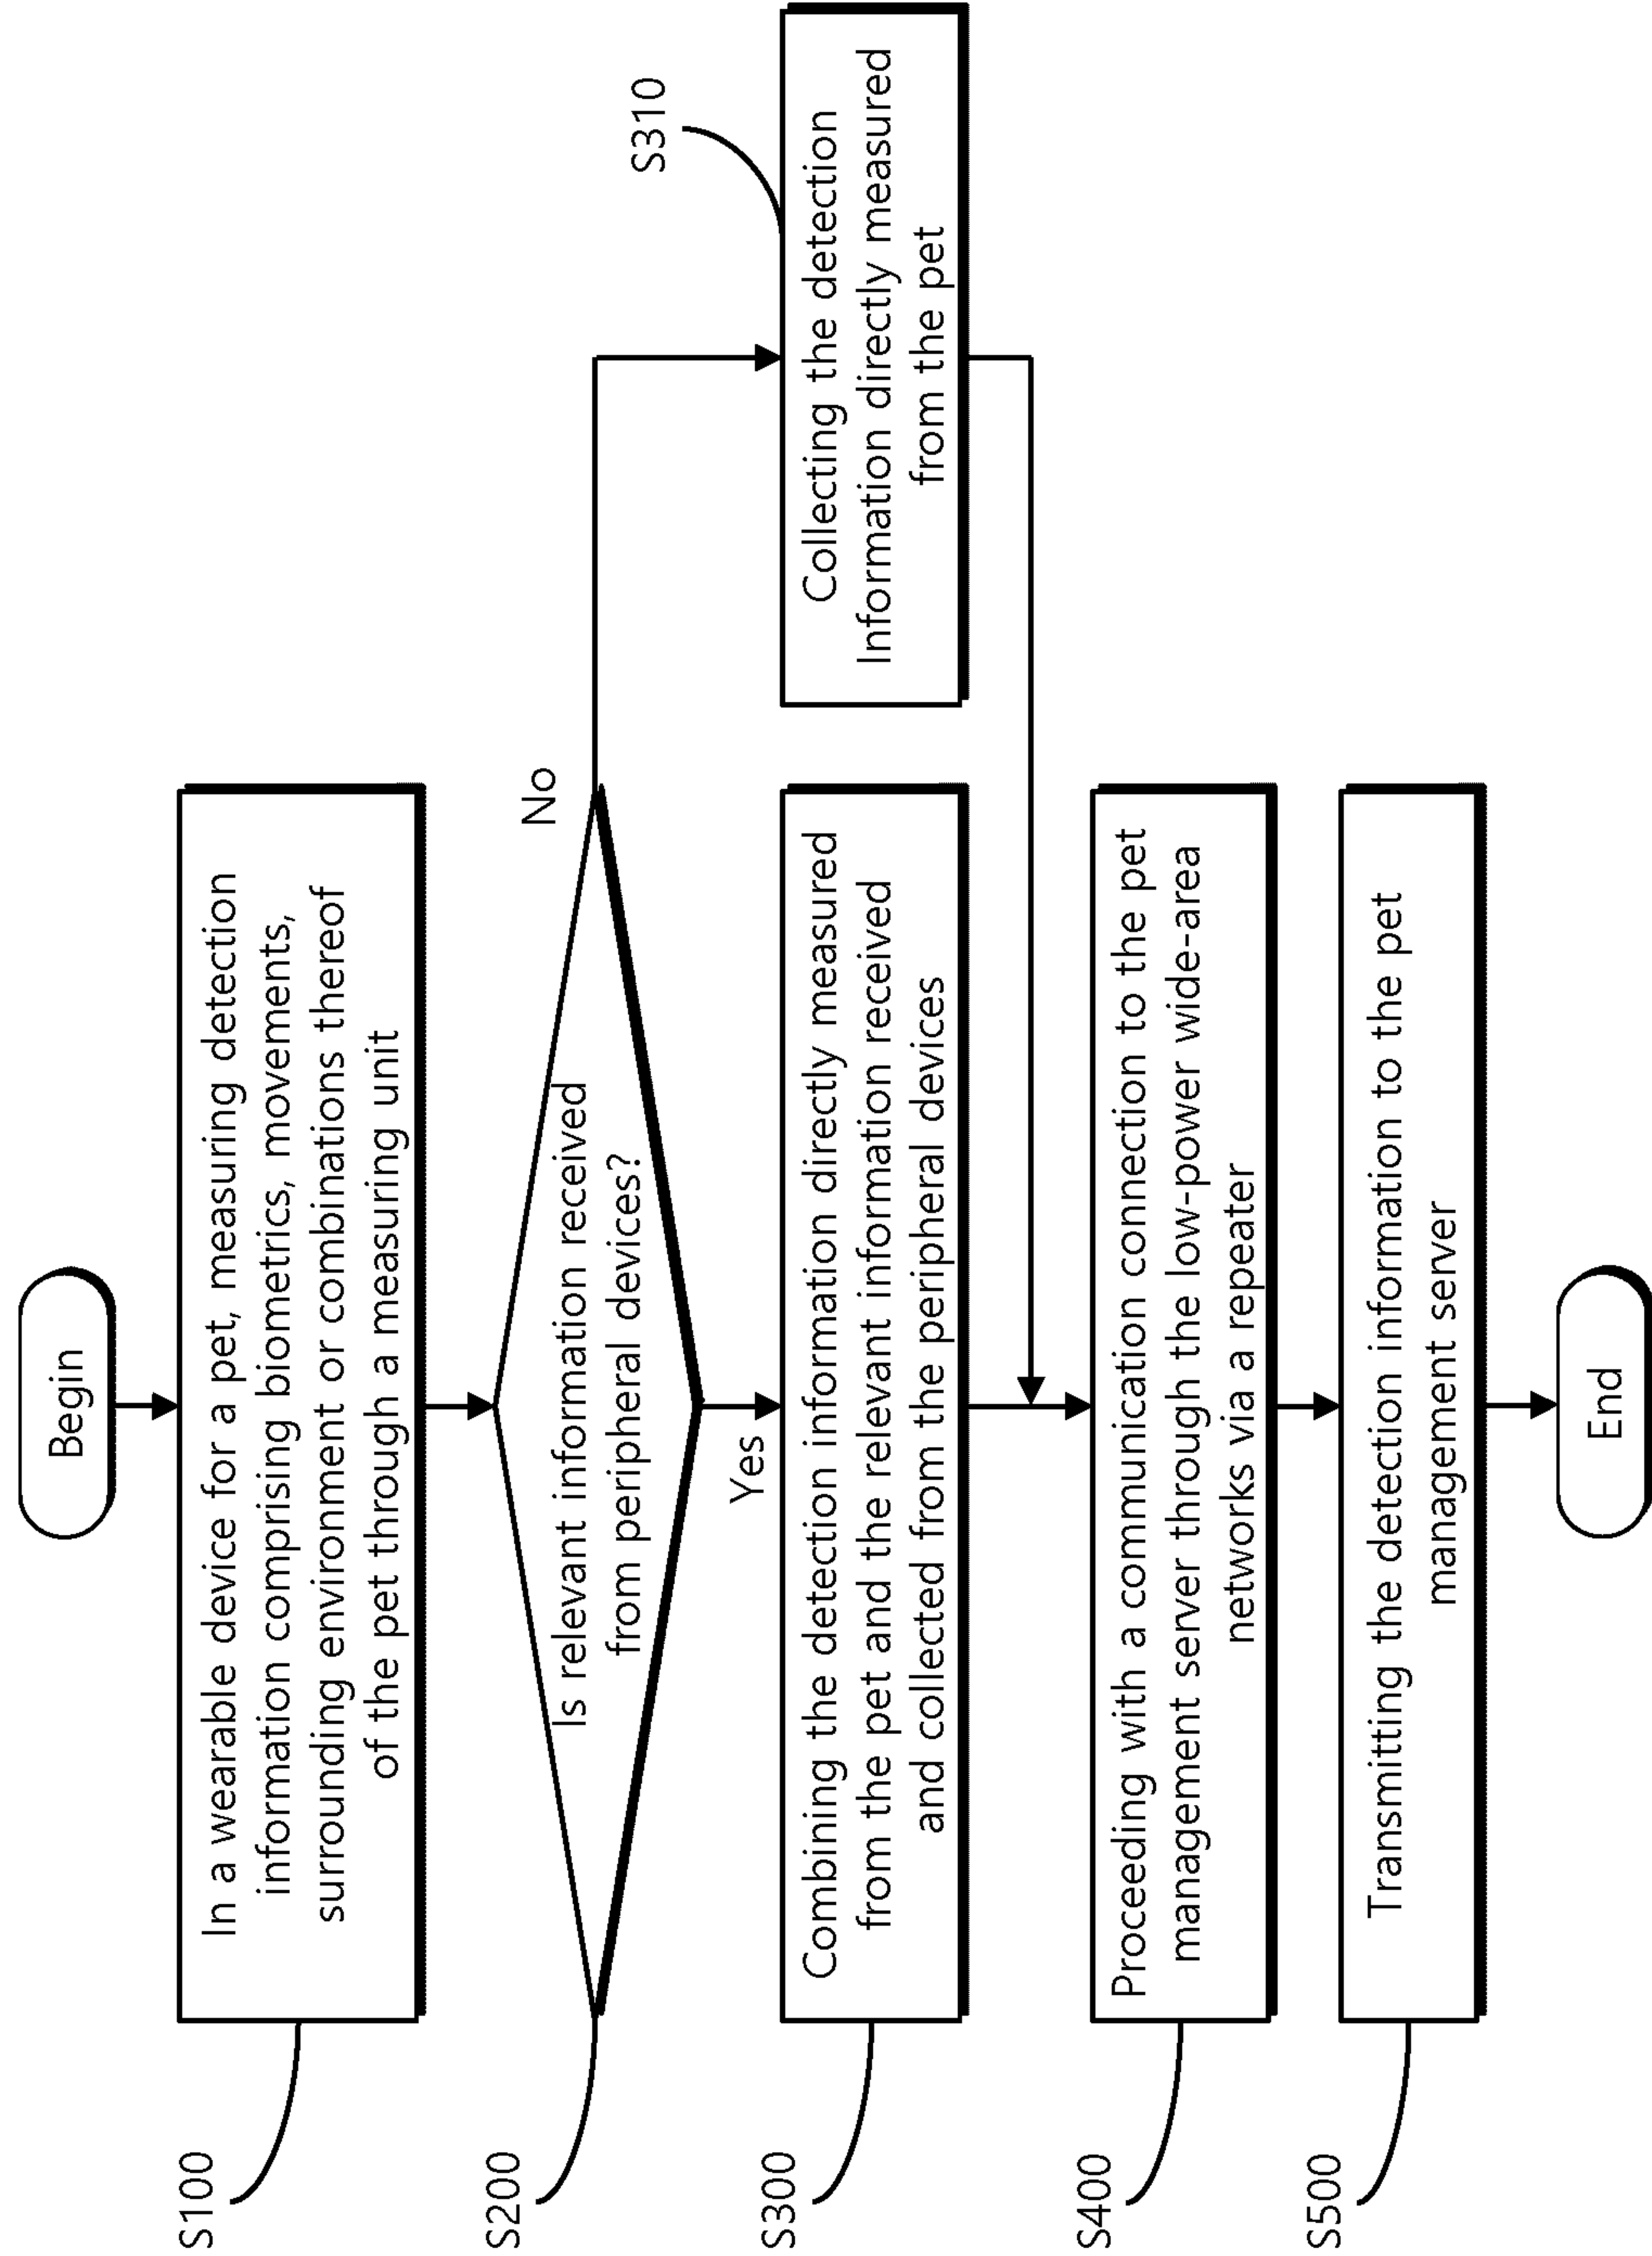 Begin
S100
In a wearable device for a pet, measuring detection
information comprising biometrics, movements,
surrounding environment or combinations thereof
of the pet through a measuring unit
S200
Is relevant information received
from peripheral devices?
No
Yes
S300
Combining the detection information directly measured
from the pet and the relevant information received
and collected from the peripheral devices
S310
Collecting the detection
Information directly measured
from the pet
S400
Proceeding with a communication connection to the pet
management server through the low-power wide-area
networks via a repeater
S500
Transmitting the detection information to the pet
management server
End